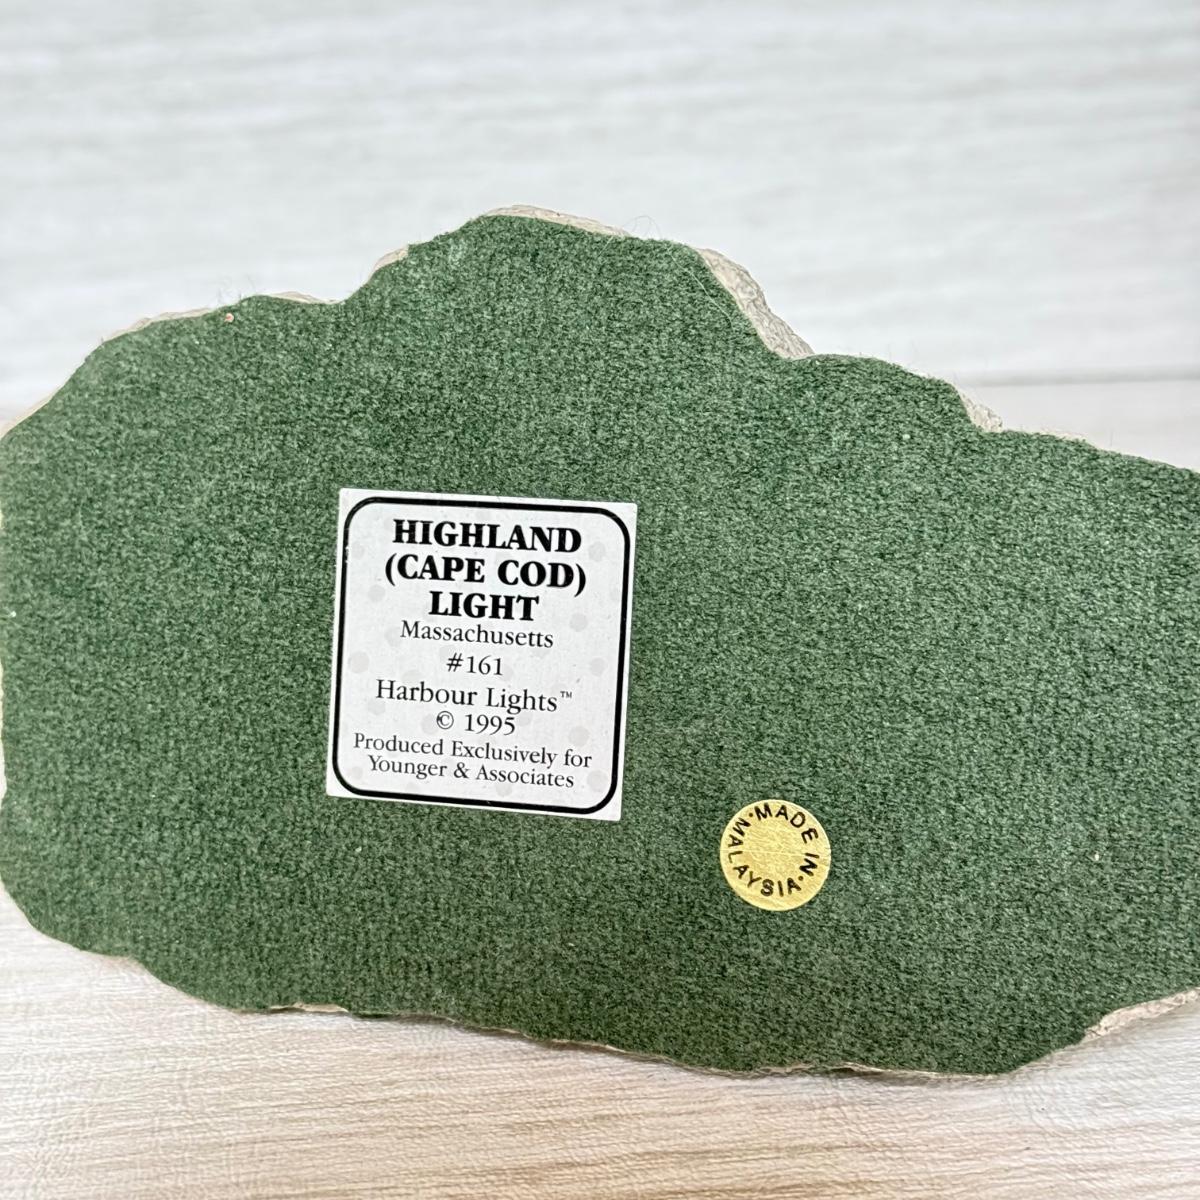 HIGHLAND
(CAPE COD)
LIGHT
Massachusetts
#161
Harbour Lights™
© 1995
Produced Exclusively for
Younger & Associates
·MADE IN·MALAYSIA